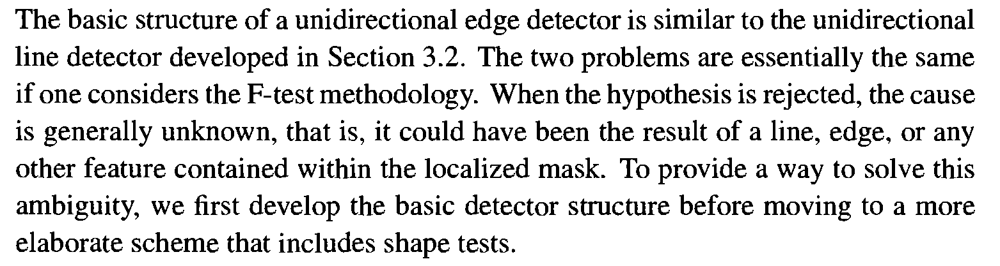 The basic structure of a unidirectional edge detector is similar to the unidirectional
line detector developed in Section 3.2. The two problems are essentially the same
if one considers the F-test methodology. When the hypothesis is rejected, the cause
is generally unknown, that is, it could have been the result of a line, edge, or any
other feature contained within the localized mask. To provide a way to solve this
ambiguity, we first develop the basic detector structure before moving to a more
elaborate scheme that includes shape tests.